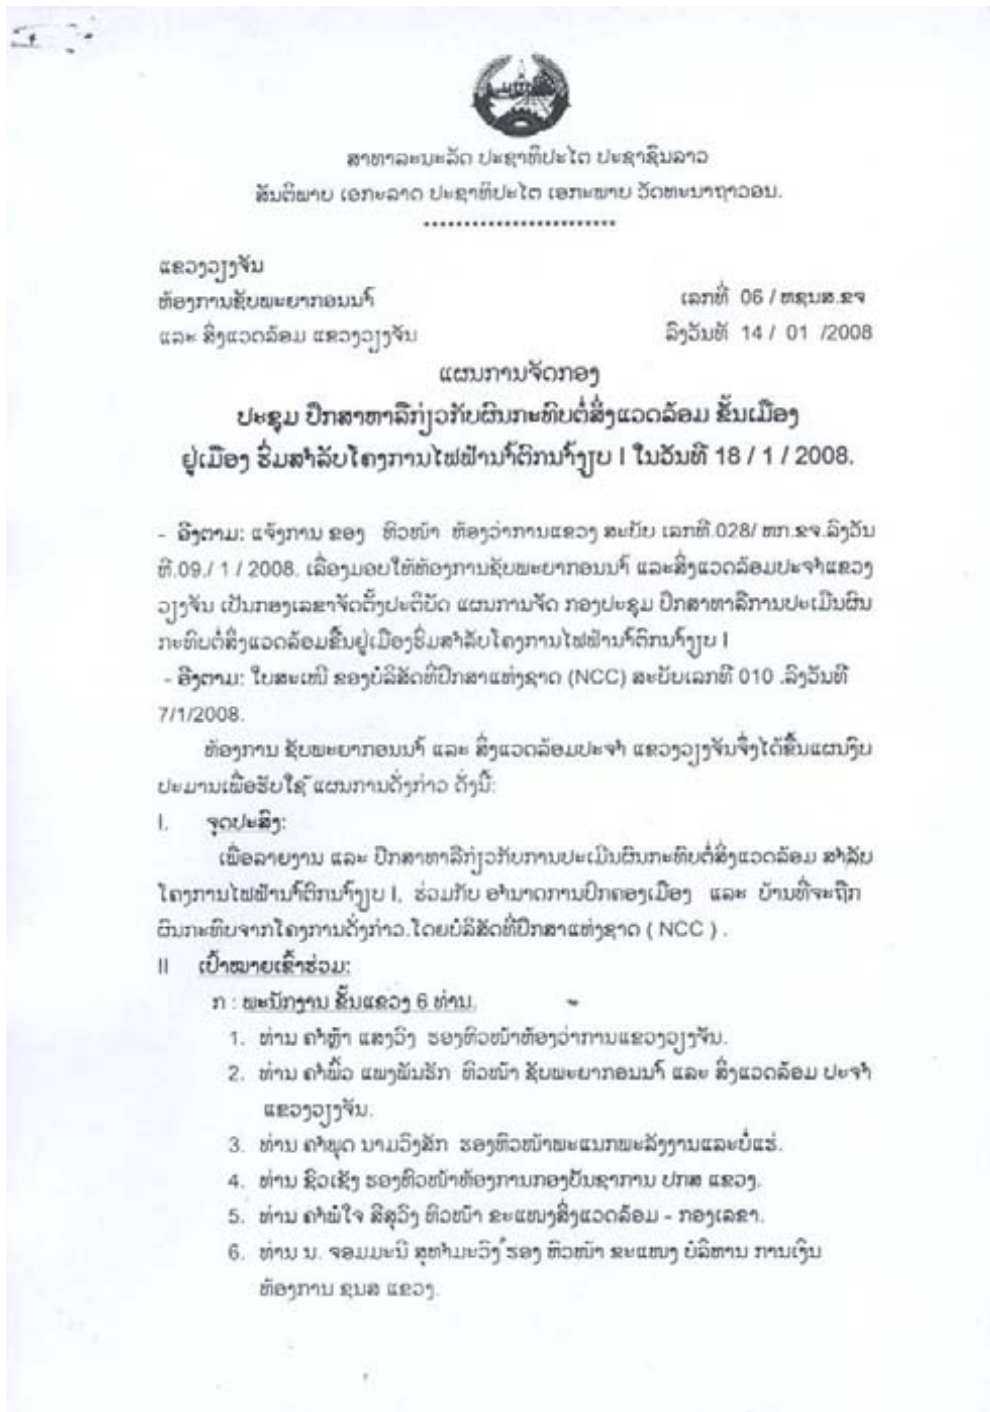 ສາທາລະນະລັດ ປະຊາທິປະໄຕ ປະຊາຊົນລາວ
ສັນຕິພາບ ເອກະລາດ ປະຊາທິປະໄຕ ເອກະພາບ ວັດທະນາຖາວອນ.
************************
ແຂວງວຽງຈັນ
ຫ້ອງການຊັບພະຍາກອນນ້ຳ ເລກທີ່ 06 / ຫຊນສ.ຂຈ
ແລະ ສິ່ງແວດລ້ອມ ແຂວງວຽງຈັນ ລົງວັນທີ 14 / 01 /2008
ແຜນການຈັດກອງ
ປະຊຸມ ປຶກສາຫາລືກ່ຽວກັບຜົນກະທົບຕໍ່ສິ່ງແວດລ້ອມ ຂັ້ນເມືອງ
ຢູ່ເມືອງ ຮົ່ມສຳລັບໂຄງການໄຟຟ້ານ້ຳຕົກນ້ຳງຽບ I ໃນວັນທີ 18 / 1 / 2008.
- ອີງຕາມ: ແຈ້ງການ ຂອງ ຫົວໜ້າ ຫ້ອງວ່າການແຂວງ ສະບັບ ເລກທີ.028/ ຫກ.ຂຈ.ລົງວັນ
ທີ.09./ 1 / 2008. ເລື່ອງມອບໃຫ້ຫ້ອງການຊັບພະຍາກອນນ້ຳ ແລະສິ່ງແວດລ້ອມປະຈຳແຂວງ
ວຽງຈັນ ເປັນກອງເລຂາຈັດຕັ້ງປະຕິບັດ ແຜນການຈັດ ກອງປະຊຸມ ປຶກສາຫາລືການປະເມີນຜົນ
ກະທົບຕໍ່ສິ່ງແວດລ້ອມຂື້ນຢູ່ເມືອງຮົ່ມສຳລັບໂຄງການໄຟຟ້ານ້ຳຕົກນ້ຳງຽບ I
- ອີງຕາມ: ໃບສະເໜີ ຂອງບໍລິສັດທີ່ປຶກສາແຫ່ງຊາດ (NCC) ສະບັບເລກທີ 010 .ລົງວັນທີ
7/1/2008.
ຫ້ອງການ ຊັບພະຍາກອນນ້ຳ ແລະ ສິ່ງແວດລ້ອມປະຈຳ ແຂວງວຽງຈັນຈຶ່ງໄດ້ຂື້ນແຜນງົບ
ປະມານເພື່ອຮັບໃຊ້ ແຜນການດັ່ງກ່າວ ດັ່ງນີ້:
I. ຈຸດປະສົງ:
ເພື່ອລາຍງານ ແລະ ປຶກສາຫາລືກ່ຽວກັບການປະເມີນຜົນກະທົບຕໍ່ສິ່ງແວດລ້ອມ ສຳລັບ
ໂຄງການໄຟຟ້ານ້ຳຕົກນ້ຳງຽບ I, ຮ່ວມກັບ ອຳນາດການປົກຄອງເມືອງ ແລະ ບ້ານທີ່ຈະຖືກ
ຜົນກະທົບຈາກໂຄງການດັ່ງກ່າວ.ໂດຍບໍລິສັດທີ່ປຶກສາແຫ່ງຊາດ ( NCC ) .
II ເປົ້າໝາຍເຂົ້າຮ່ວມ:
ກ : ພະນັກງານ ຂັ້ນແຂວງ 6 ທ່ານ.
1. ທ່ານ ຄຳຫຼ້າ ແສງວົງ ຮອງຫົວໜ້າຫ້ອງວ່າການແຂວງວຽງຈັນ.
2. ທ່ານ ຄຳພິ້ວ ແພງພັນຮັກ ຫົວໜ້າ ຊັບພະຍາກອນນ້ຳ ແລະ ສິ່ງແວດລ້ອມ ປະຈຳ
ແຂວງວຽງຈັນ.
3. ທ່ານ ຄຳພຸດ ນາມວົງສັກ ຮອງຫົວໜ້າພະແນກພະລັງງານແລະບໍ່ແຮ່.
4. ທ່ານ ຊົວເຊັງ ຮອງຫົວໜ້າຫ້ອງການກອງບັນຊາການ ປກສ ແຂວງ.
5. ທ່ານ ຄຳພໍໃຈ ສີສຸວົງ ຫົວໜ້າ ຂະແໜງສິ່ງແວດລ້ອມ - ກອງເລຂາ.
6. ທ່ານ ນ. ຈອມມະນີ ສຸທຳມະວົງ ຮອງ ຫົວໜ້າ ຂະແໜງ ບໍລິຫານ ການເງິນ
ຫ້ອງການ ຊນສ ແຂວງ.